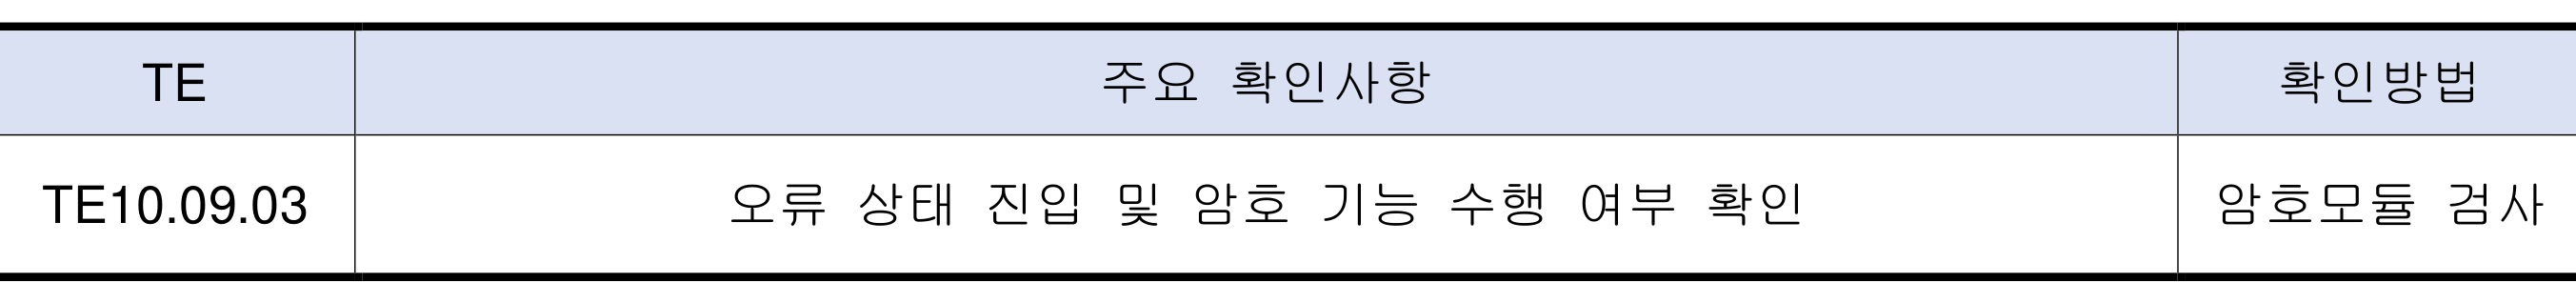 TE 주요 확인사항 확인방법
TE10.09.03 오류 상태 진입 및 암호 기능 수행 여부 확인 암호모듈 검사